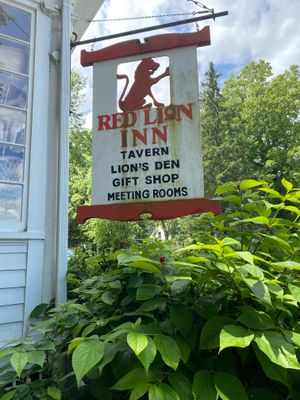 RED LION
INN
TAVERN
LION'S DEN
GIFT SHOP
MEETING ROOMS